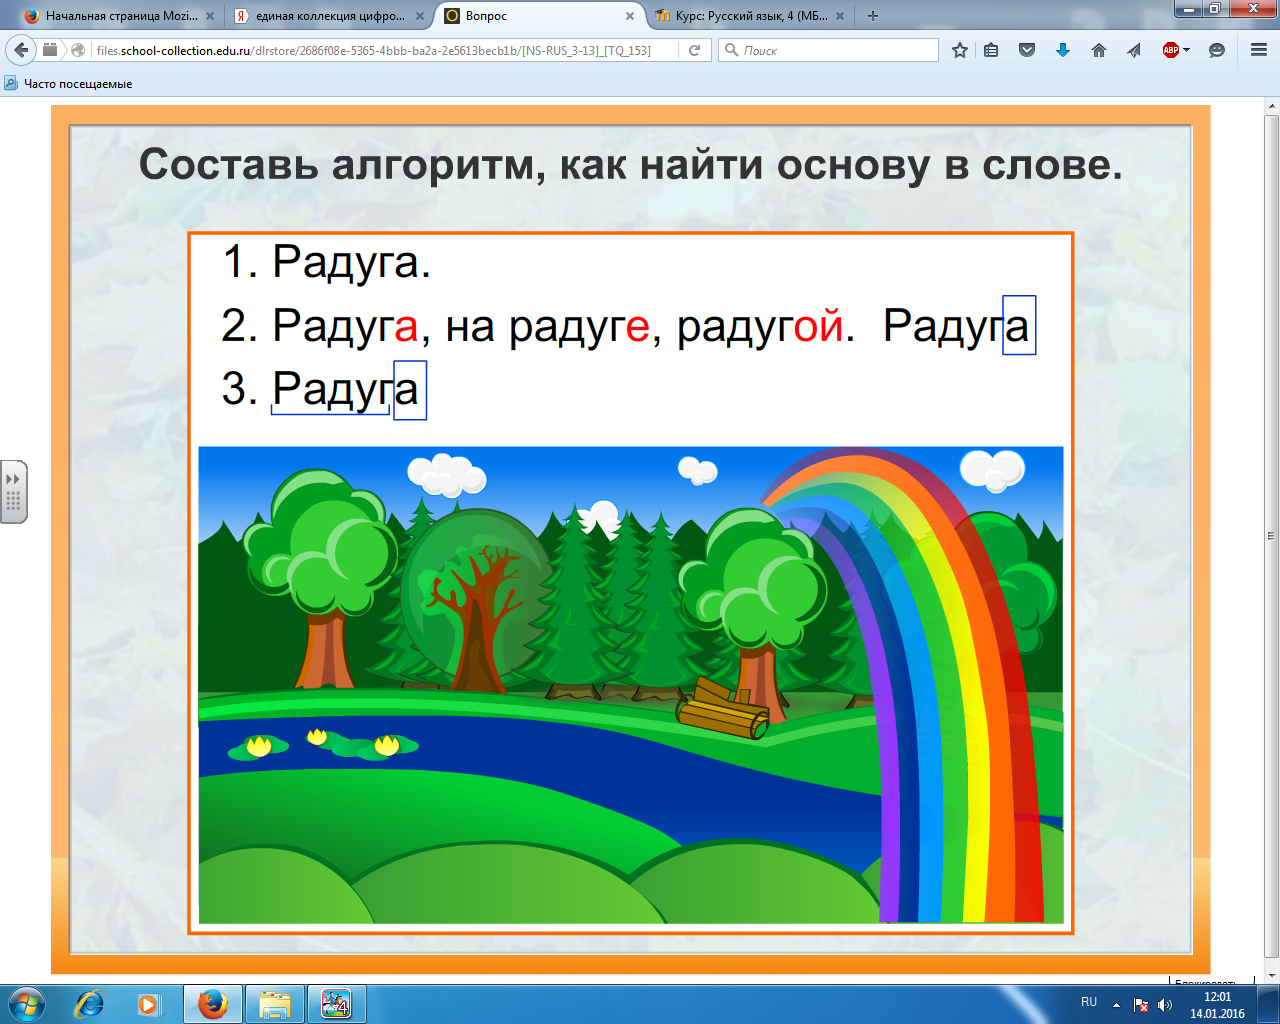 Начальная страница Mozi...
единая коллекция цифро...
Вопрос
Курс: Русский язык, 4 (МБ...
files.school-collection.edu.ru/dlrstore/2686f08e-5365-4bbb-ba2a-2e5613becb1b/[NS-RUS_3-13]_[TQ_153]
Поиск
ABP
Часто посещаемые
Составь алгоритм, как найти основу в слове.
1. Радуга.
2. Радуга, на радуге, радугой. Радуга
3. Радуга
Блокировать
RU
12:01
14.01.2016